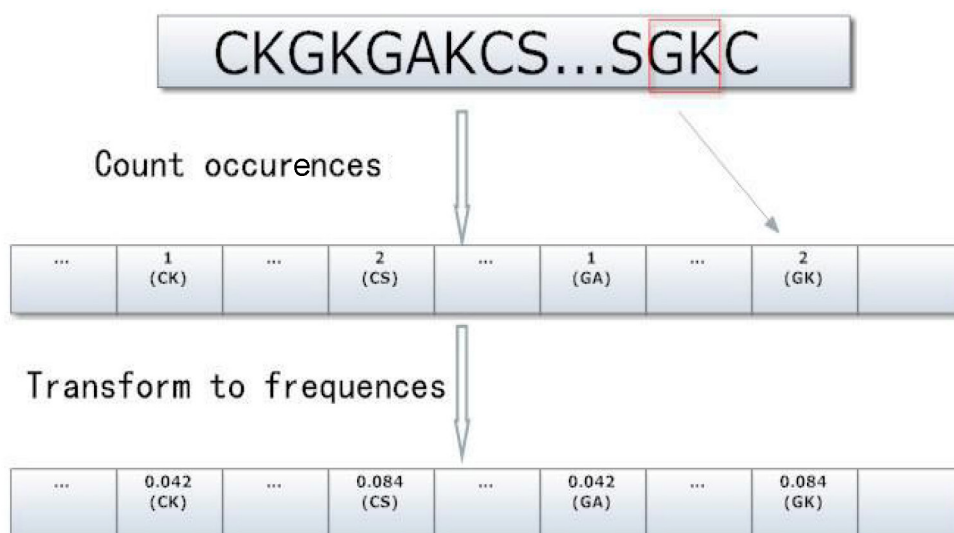 CKGKGAKCS...SGKC
Count occurences
... 1 ... 2 ... 1 ... 2
(CK) (CS) (GA) (GK)
Transform to frequences
... 0.042 ... 0.084 ... 0.042 ... 0.084
(CK) (CS) (GA) (GK)